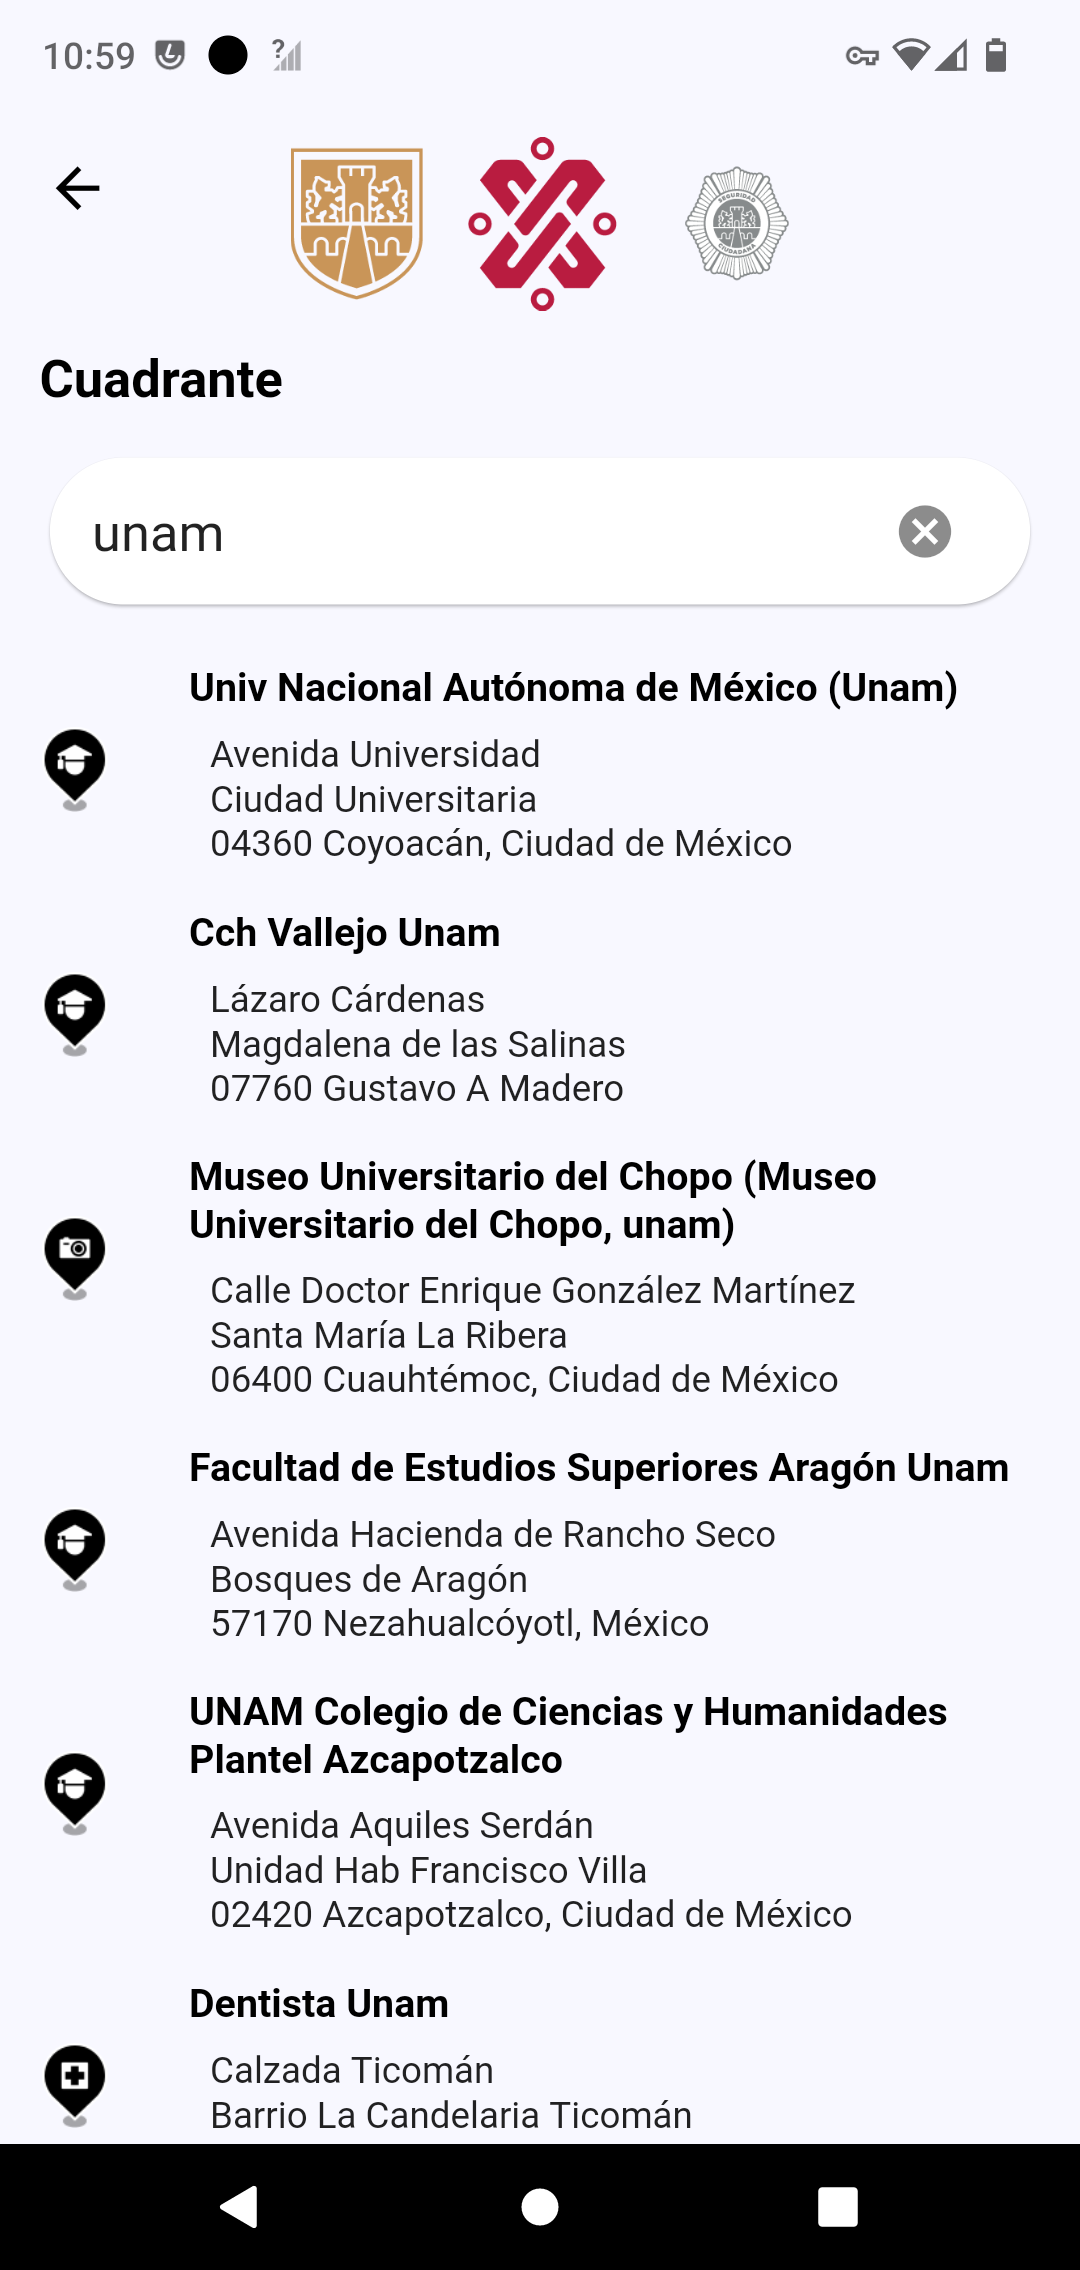 10:59
SEGURIDAD
CIUDADANA
Cuadrante
unam
Univ Nacional Autónoma de México (Unam)
Avenida Universidad
Ciudad Universitaria
04360 Coyoacán, Ciudad de México
Cch Vallejo Unam
Lázaro Cárdenas
Magdalena de las Salinas
07760 Gustavo A Madero
Museo Universitario del Chopo (Museo
Universitario del Chopo, unam)
Calle Doctor Enrique González Martínez
Santa María La Ribera
06400 Cuauhtémoc, Ciudad de México
Facultad de Estudios Superiores Aragón Unam
Avenida Hacienda de Rancho Seco
Bosques de Aragón
57170 Nezahualcóyotl, México
UNAM Colegio de Ciencias y Humanidades
Plantel Azcapotzalco
Avenida Aquiles Serdán
Unidad Hab Francisco Villa
02420 Azcapotzalco, Ciudad de México
Dentista Unam
Calzada Ticomán
Barrio La Candelaria Ticomán